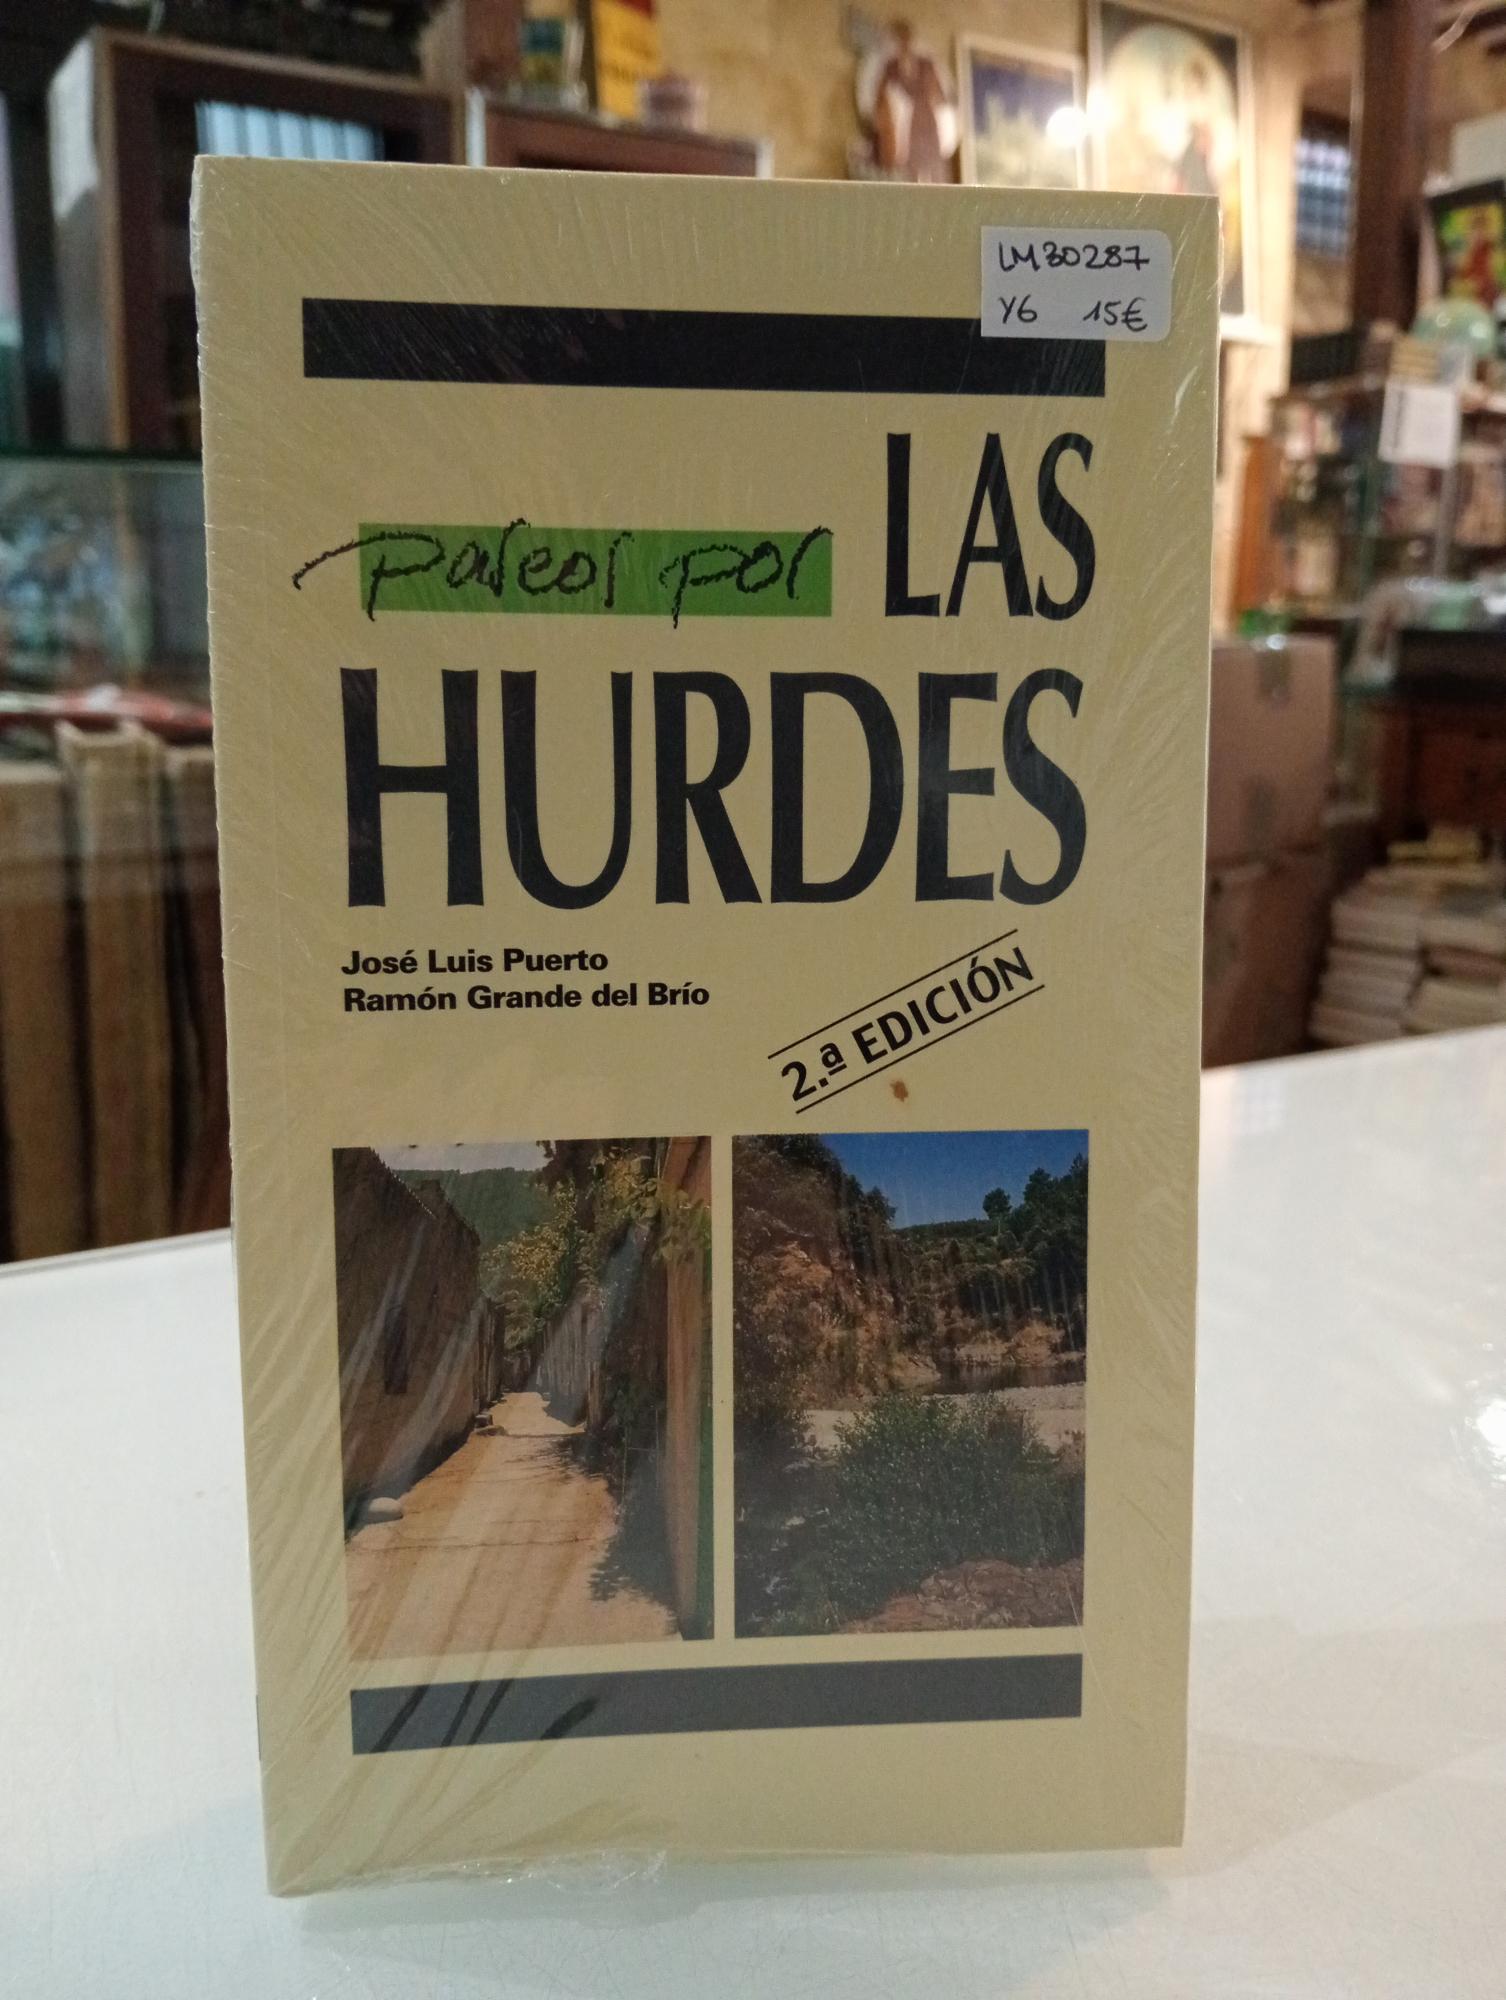 LM30287
Y6 15€
paseos por LAS
HURDES
José Luis Puerto
Ramón Grande del Brío
2.ª EDICIÓN